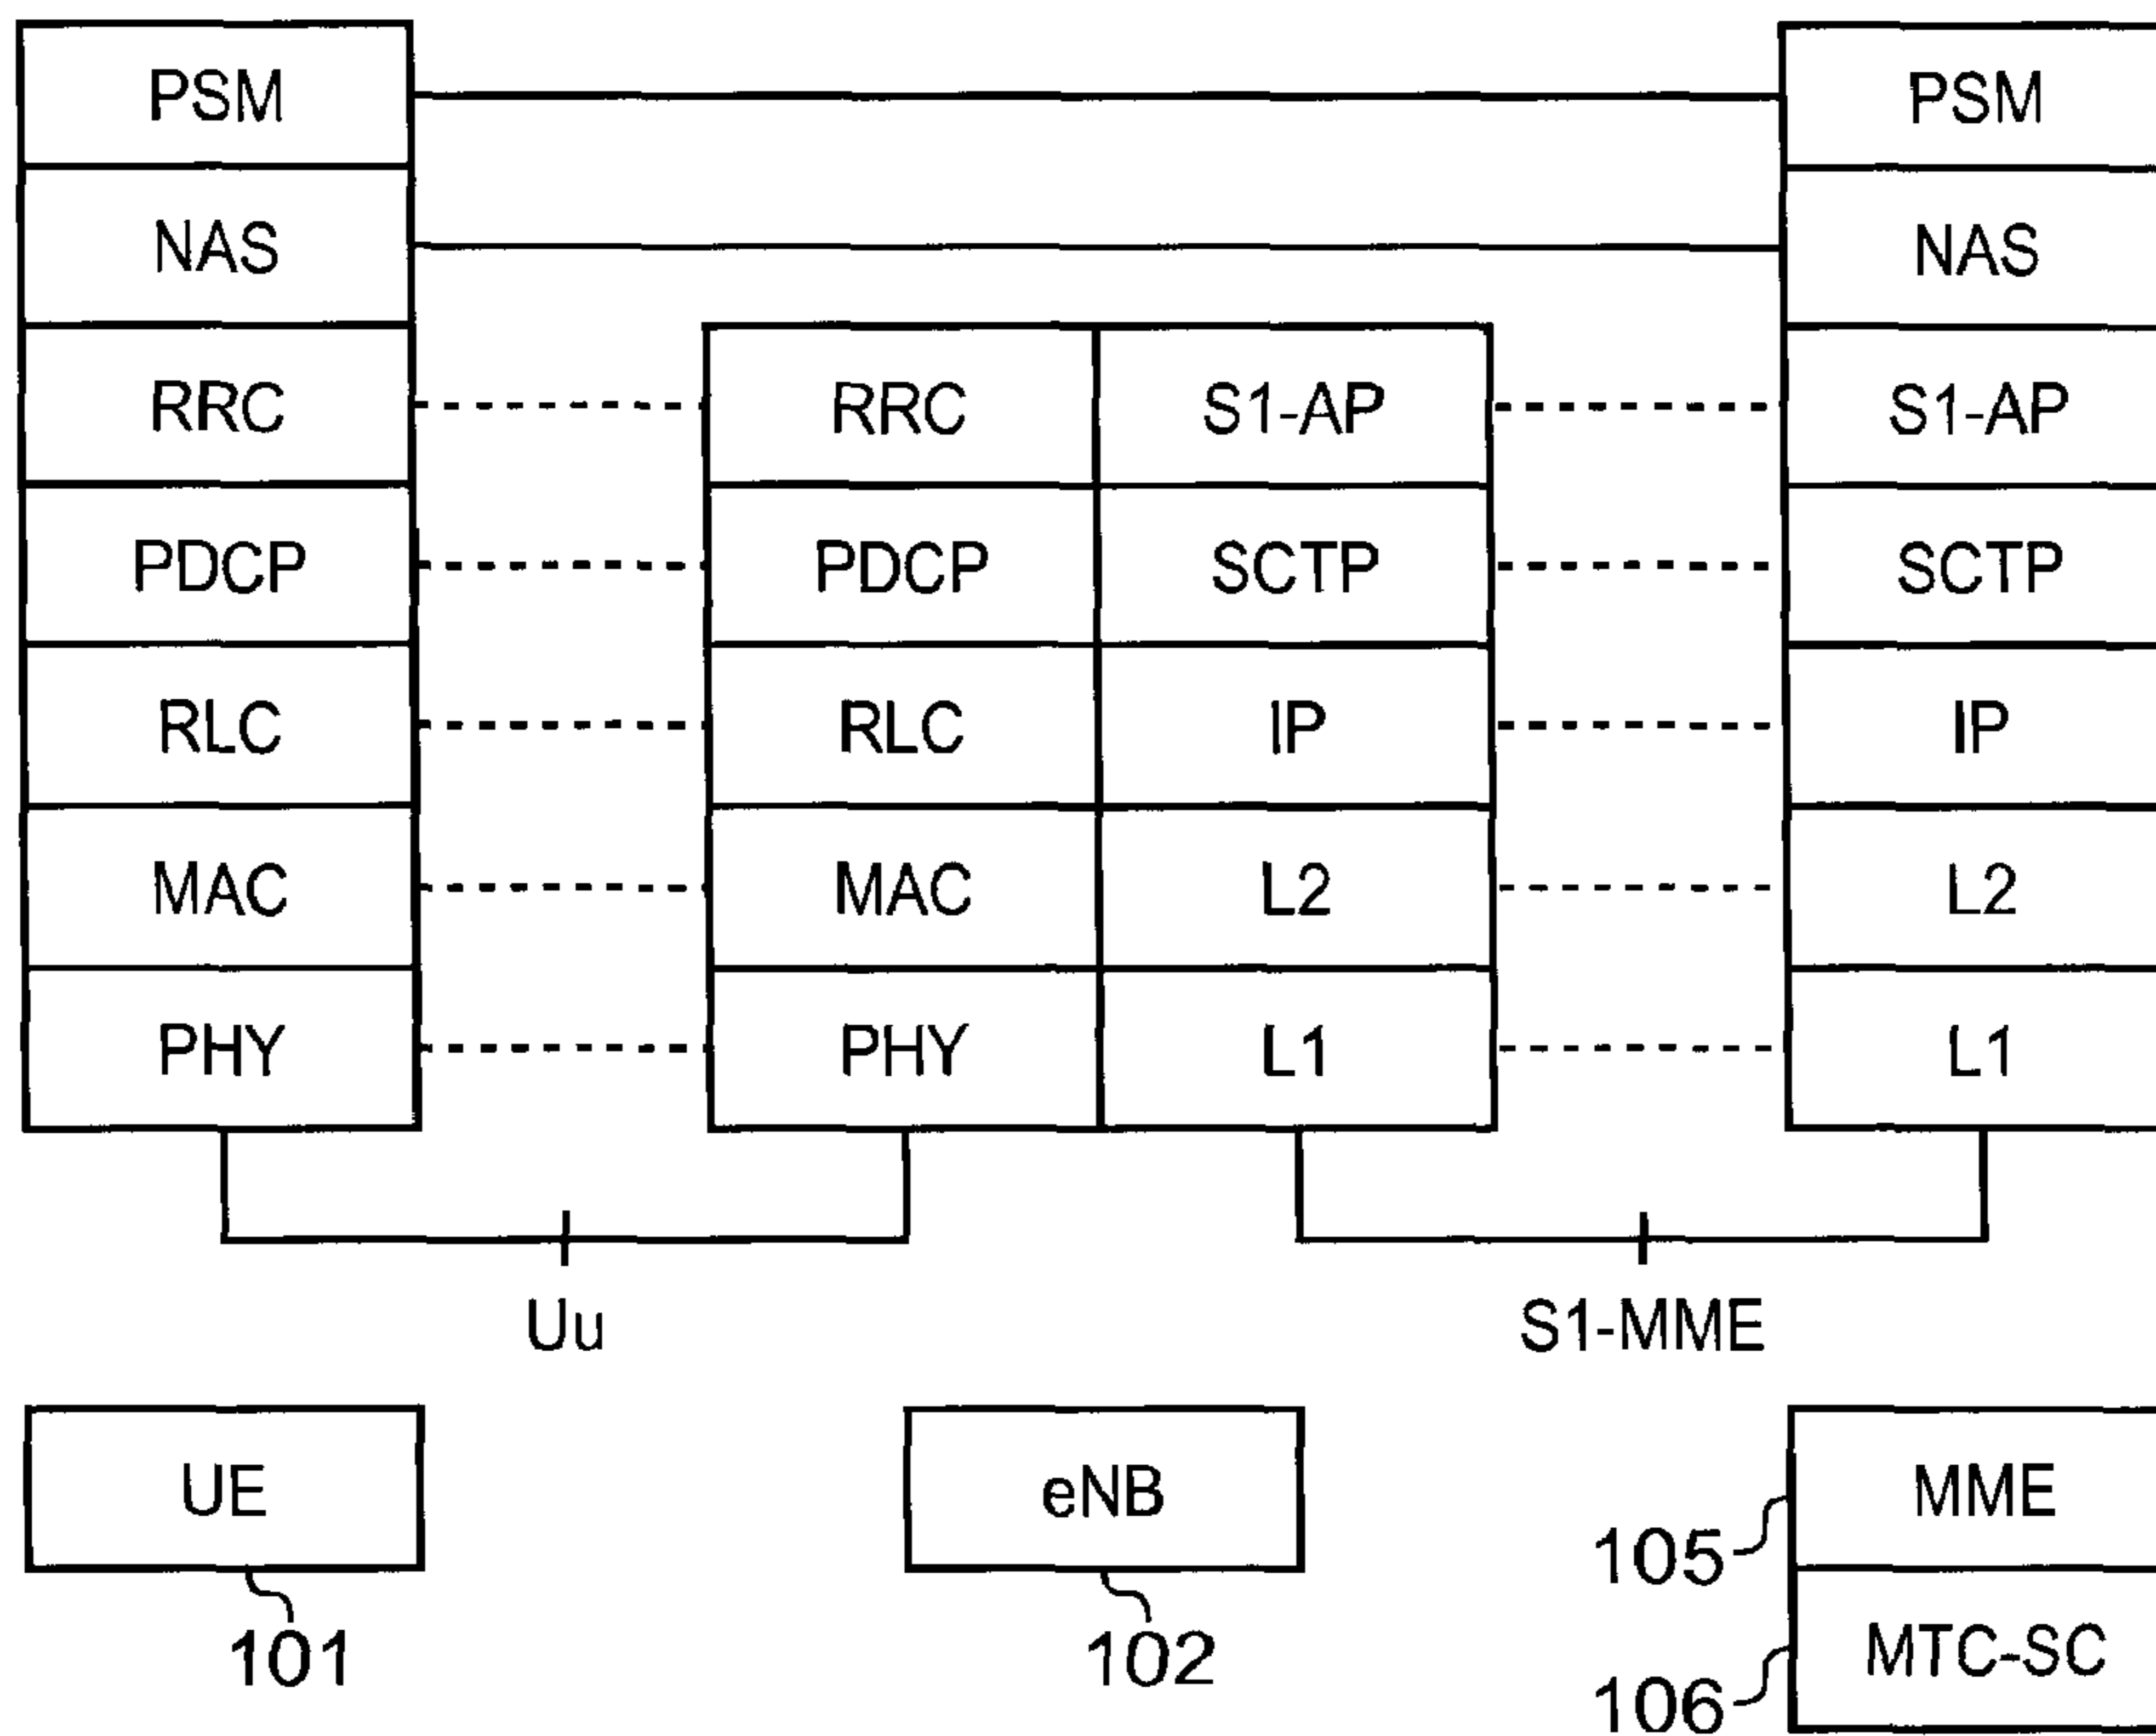 PSM PSM
NAS NAS
RRC RRC S1-AP S1-AP
PDCP PDCP SCTP SCTP
RLC RLC IP IP
MAC MAC L2 L2
PHY PHY L1 L1
Uu S1-MME
UE eNB MME
105
101 102 MTC-SC
106